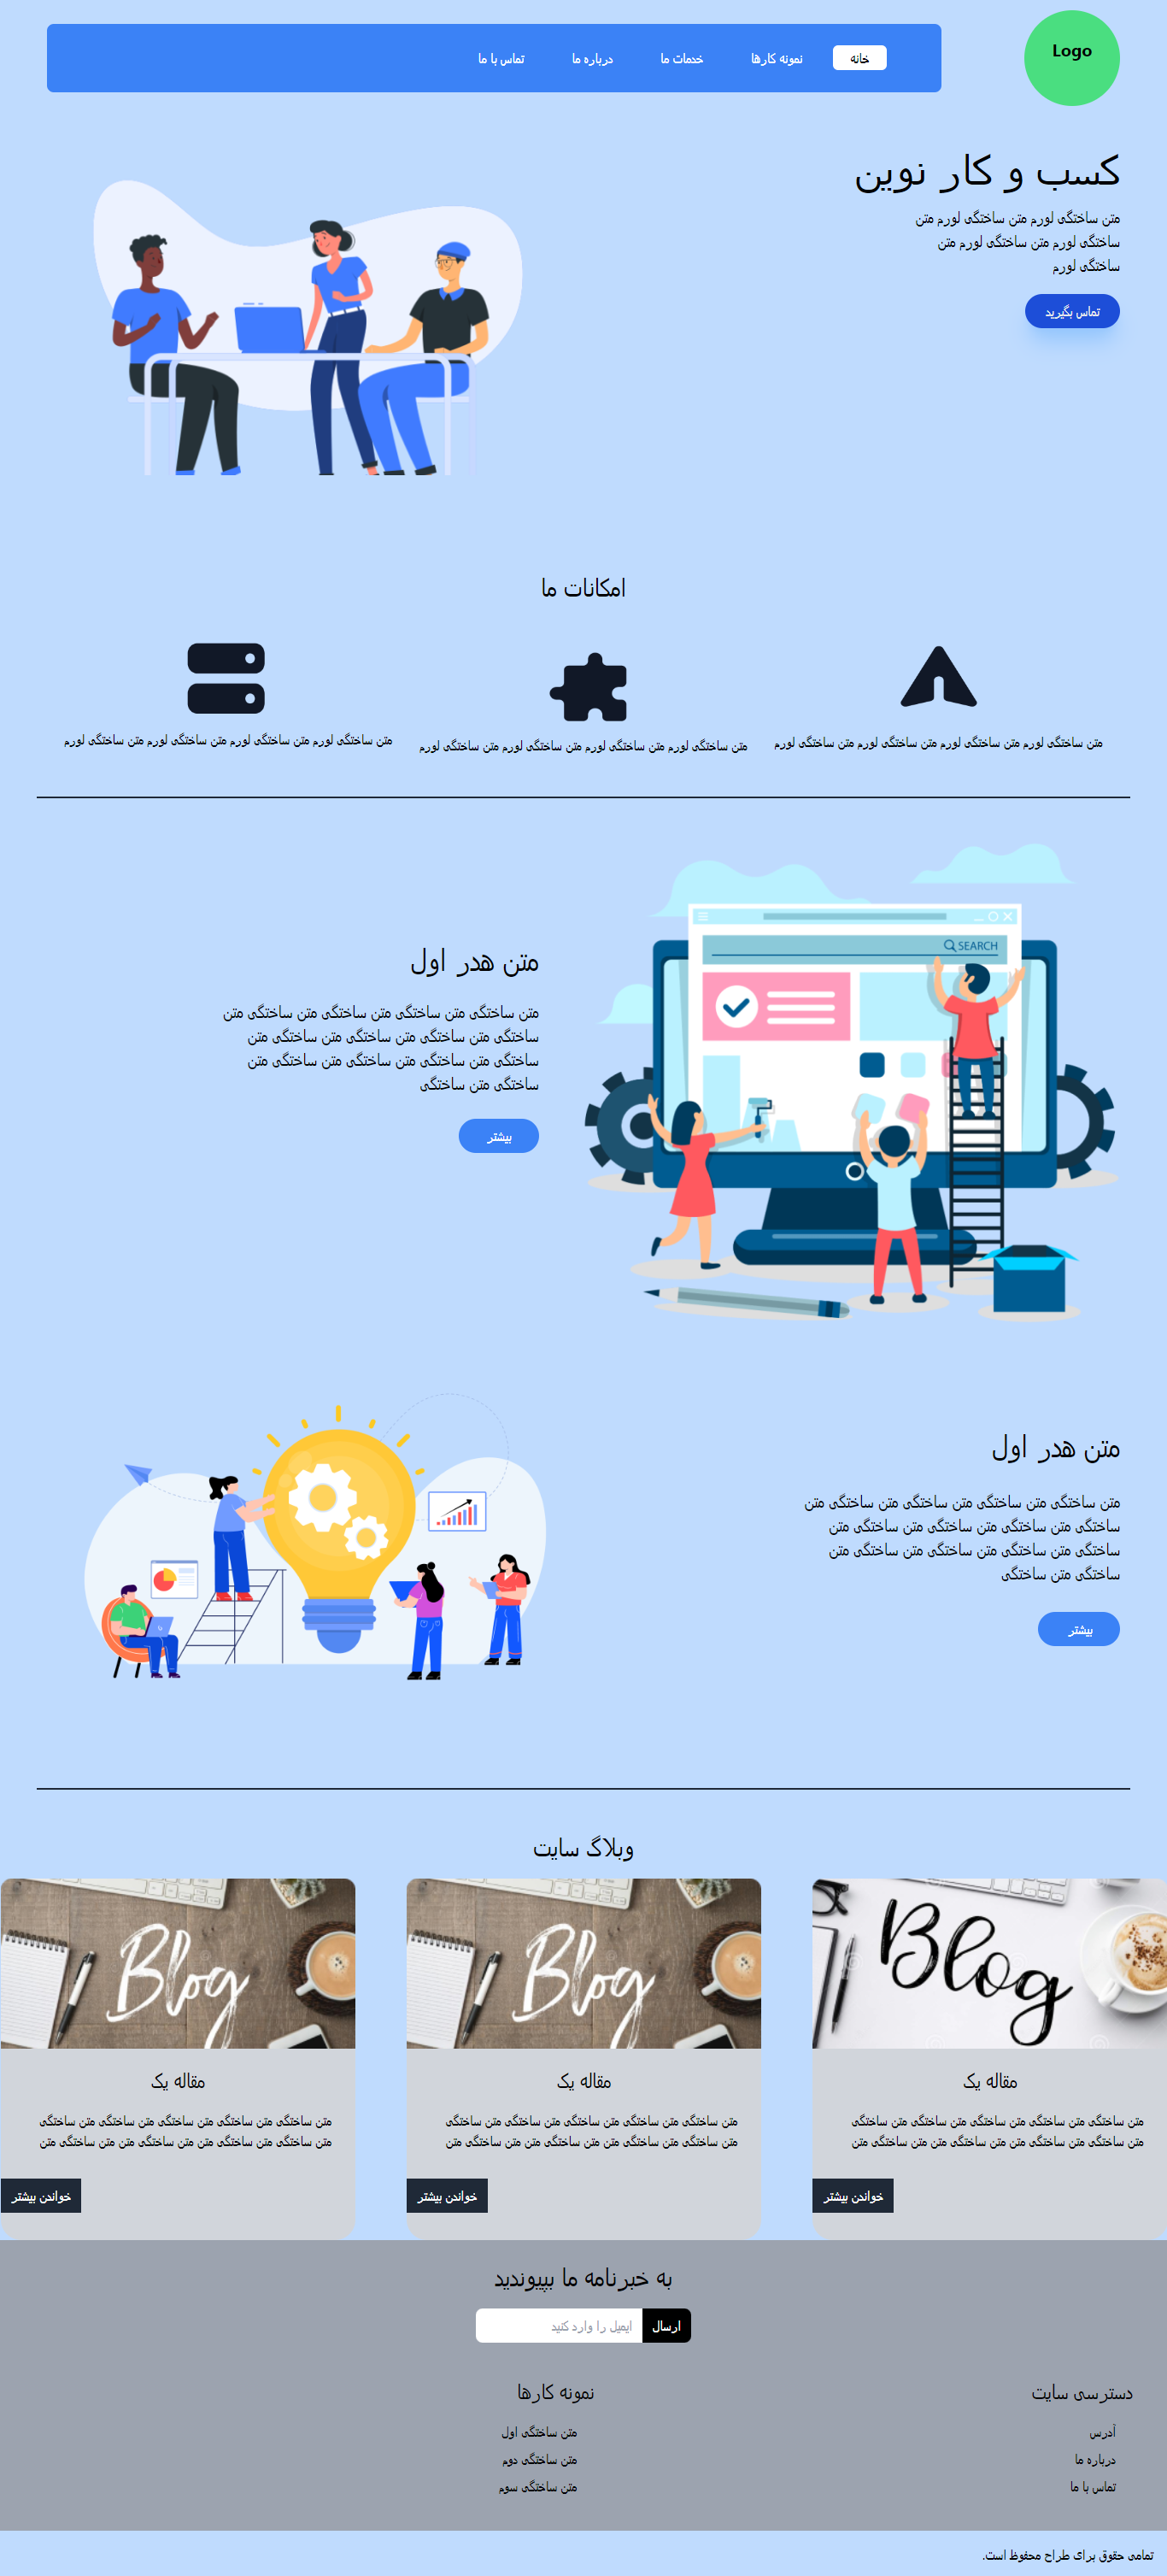 Logo
خانه
نمونه کارها
خدمات ما
درباره ما
تماس با ما
کسب و کار نوین
متن ساختگی لورم متن ساختگی لورم متن
ساختگی لورم متن ساختگی لورم متن
ساختگی لورم
تماس بگیرید
امکانات ما
متن ساختگی لورم متن ساختگی لورم متن ساختگی لورم متن ساختگی لورم
متن ساختگی لورم متن ساختگی لورم متن ساختگی لورم متن ساختگی لورم
متن ساختگی لورم متن ساختگی لورم متن ساختگی لورم متن ساختگی لورم
SEARCH
متن هدر اول
متن ساختگی متن ساختگی متن ساختگی متن ساختگی متن
ساختگی متن ساختگی متن ساختگی متن ساختگی متن
ساختگی متن ساختگی متن ساختگی متن ساختگی متن
ساختگی متن ساختگی
بیشتر
متن هدر اول
متن ساختگی متن ساختگی متن ساختگی متن ساختگی متن
ساختگی متن ساختگی متن ساختگی متن ساختگی متن
ساختگی متن ساختگی متن ساختگی متن ساختگی متن
ساختگی متن ساختگی
بیشتر
وبلاگ سایت
Blog
مقاله یک
متن ساختگی متن ساختگی متن ساختگی متن ساختگی متن ساختگی
متن ساختگی متن ساختگی متن متن ساختگی متن متن ساختگی متن
خواندن بیشتر
Blog
مقاله یک
متن ساختگی متن ساختگی متن ساختگی متن ساختگی متن ساختگی
متن ساختگی متن ساختگی متن متن ساختگی متن متن ساختگی متن
خواندن بیشتر
Blog
مقاله یک
متن ساختگی متن ساختگی متن ساختگی متن ساختگی متن ساختگی
متن ساختگی متن ساختگی متن متن ساختگی متن متن ساختگی متن
خواندن بیشتر
به خبرنامه ما بپیوندید
ارسال
ایمیل را وارد کنید
دسترسی سایت
آدرس
درباره ما
تماس با ما
نمونه کارها
متن ساختگی اول
متن ساختگی دوم
متن ساختگی سوم
تمامی حقوق برای طراح محفوظ است.